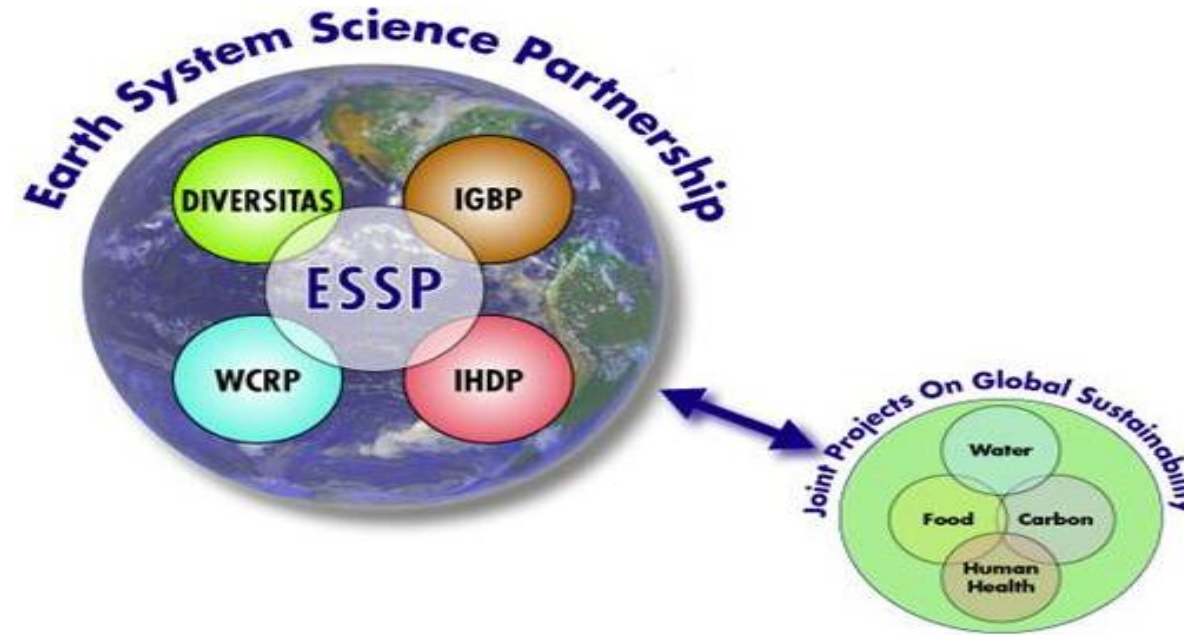 Earth System Science Partnership
DIVERSITAS
IGBP
ESSP
WCRP
IHDP
Joint Projects On Global Sustainability
Water
Food
Carbon
Human
Health